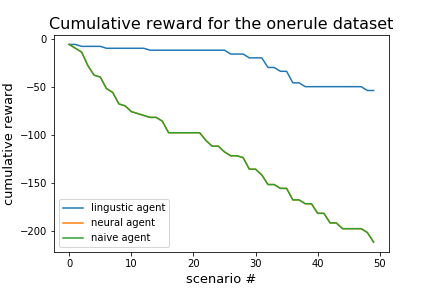 Cumulative reward for the onerule dataset
0
−50
−100
−150
−200
cumulative reward
lingustic agent
neural agent
naive agent
0 10 20 30 40 50
scenario #